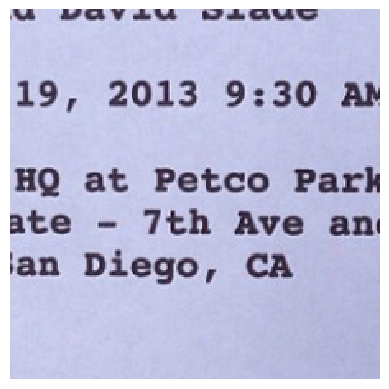 David Slade
19, 2013 9:30 AM
HQ at Petco Park
ate - 7th Ave and
San Diego, CA